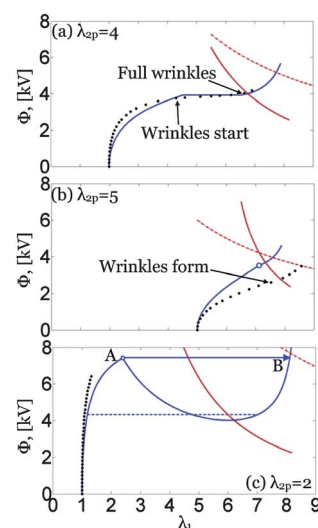 (a) λ2p=4
Full wrinkles
Wrinkles start
Φ, [kV]
8
6
4
2
0
(b) λ2p=5
Wrinkles form
Φ, [kV]
8
6
4
2
0
A
B
Φ, [kV]
8
6
4
2
0
(c) λ2p=2
0 1 2 3 4 5 6 7 8 9
λ1